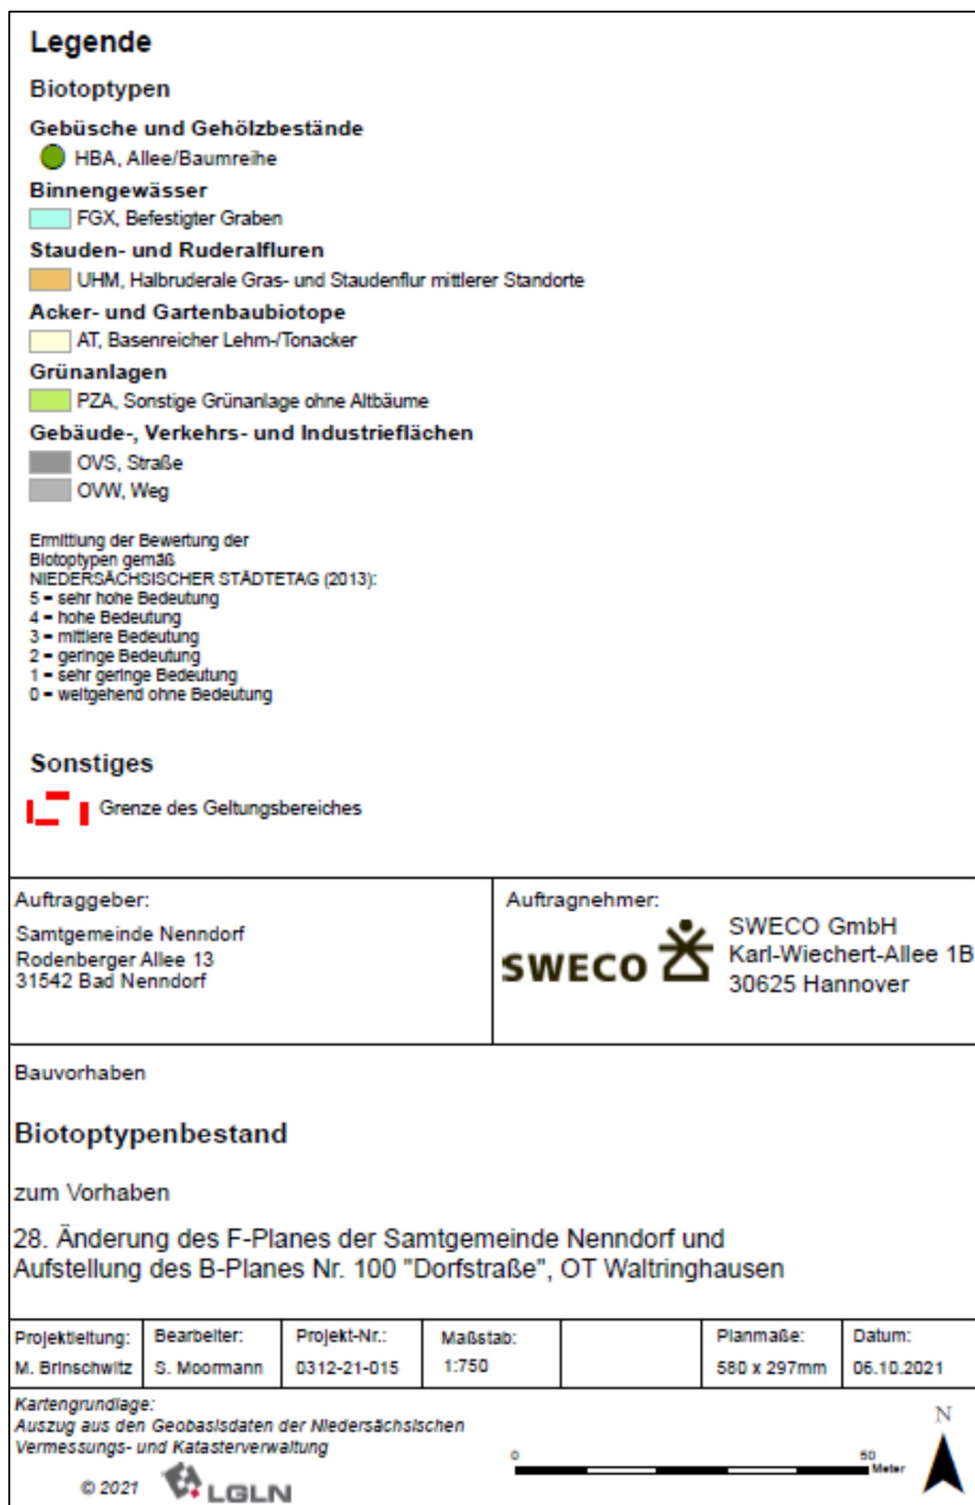 Legende
Biotoptypen
Gebüsche und Gehölzbestände
HBA, Allee/Baumreihe
Binnengewässer
FGX, Befestigter Graben
Stauden- und Ruderalfluren
UHM, Halbruderale Gras- und Staudenflur mittlerer Standorte
Acker- und Gartenbaubiotope
AT, Basenreicher Lehm-/Tonacker
Grünanlagen
PZA, Sonstige Grünanlage ohne Altbäume
Gebäude-, Verkehrs- und Industrieflächen
OVS, Straße
OVW, Weg
Ermittlung der Bewertung der
Biotoptypen gemäß
NIEDERSÄCHSISCHER STÄDTETAG (2013):
5 = sehr hohe Bedeutung
4 = hohe Bedeutung
3 = mittlere Bedeutung
2 = geringe Bedeutung
1 = sehr geringe Bedeutung
0 = weitgehend ohne Bedeutung
Sonstiges
Grenze des Geltungsbereiches
Auftraggeber:
Samtgemeinde Nenndorf
Rodenberger Allee 13
31542 Bad Nenndorf
Auftragnehmer:
SWECO
SWECO GmbH
Karl-Wiechert-Allee 1B
30625 Hannover
Bauvorhaben
Biotoptypenbestand
zum Vorhaben
28. Änderung des F-Planes der Samtgemeinde Nenndorf und
Aufstellung des B-Planes Nr. 100 "Dorfstraße", OT Waltringhausen
Projektleitung: Bearbeiter: Projekt-Nr.: Maßstab: Planmaße: Datum:
M. Brinschwitz S. Moormann 0312-21-015 1:750 580 x 297mm 06.10.2021
Kartengrundlage:
Auszug aus den Geobasisdaten der Niedersächsischen
Vermessungs- und Katasterverwaltung
© 2021 LGLN
0 50
Meter
N